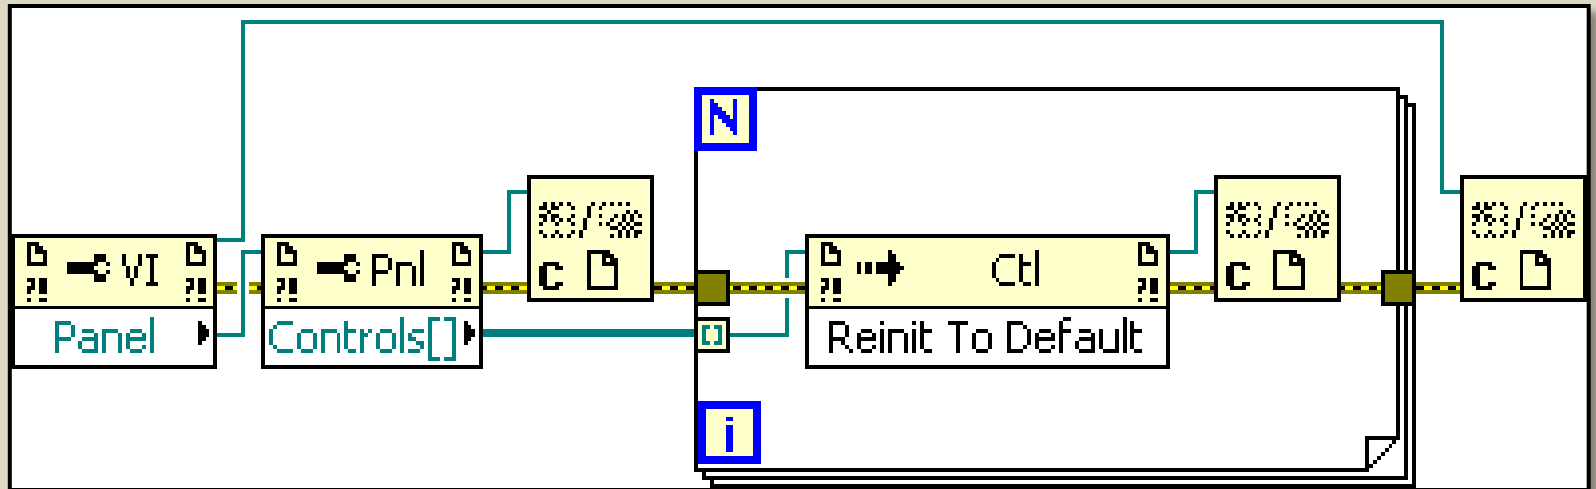 N
VI
Panel
?!
?!
Pnl
?!
?!
Controls[]
C
[]
Ctl
?!
?!
Reinit To Default
C
C
i